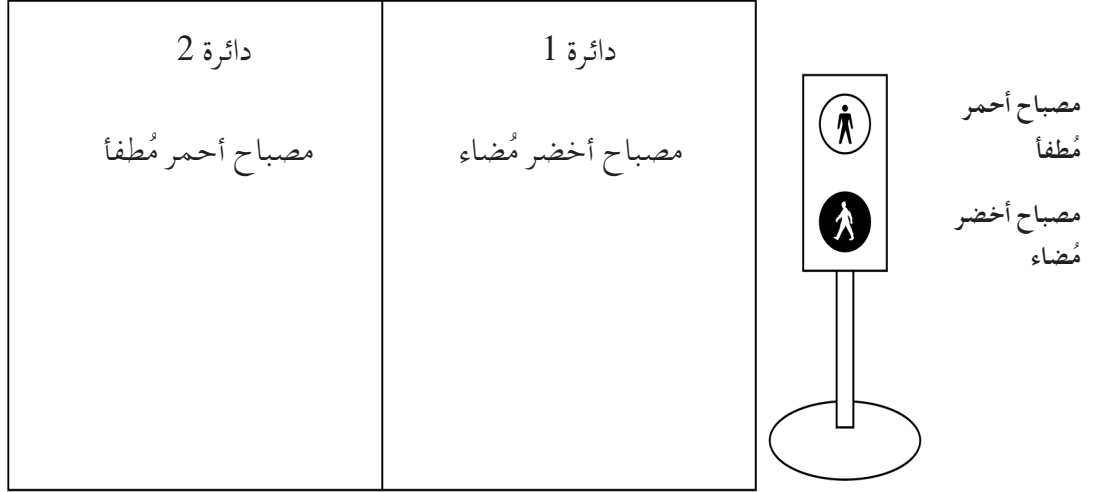 مصباح أحمر
مُطفأ
مصباح أخضر
مُضاء
دائرة 1
مصباح أخضر مُضاء
دائرة 2
مصباح أحمر مُطفأ